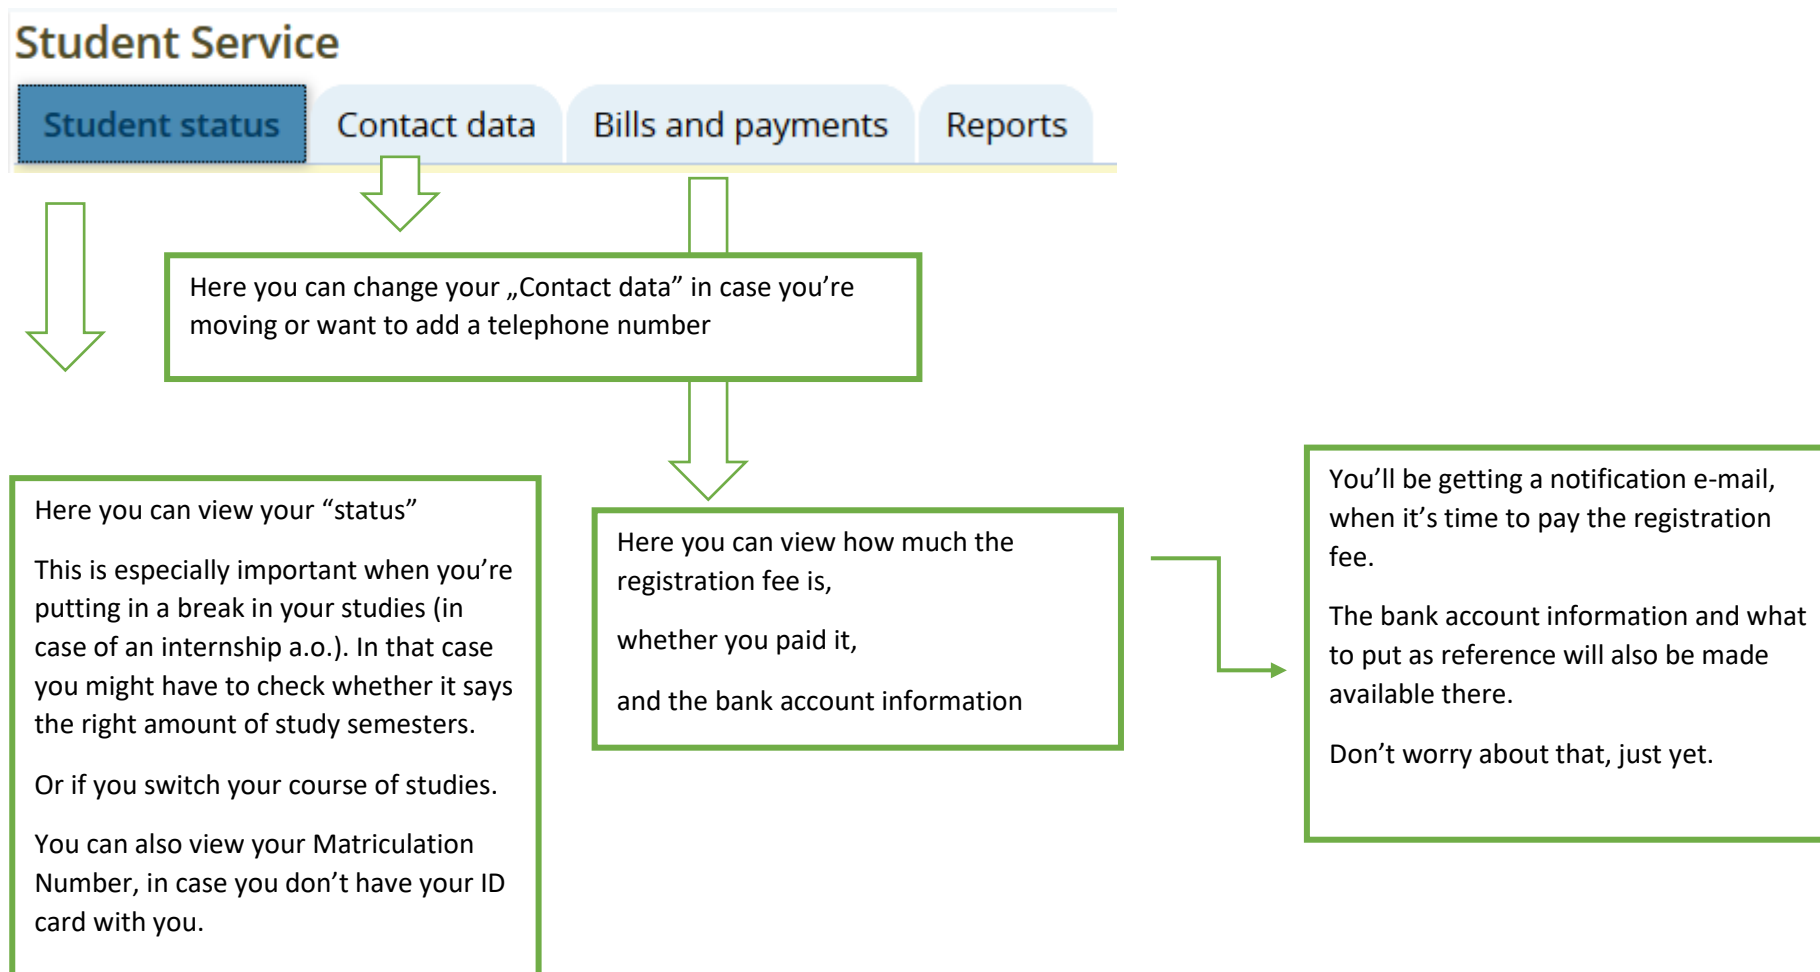 Student Service
Student status
Contact data
Bills and payments
Reports
Here you can change your „Contact data” in case you’re
moving or want to add a telephone number
Here you can view your “status”
This is especially important when you’re
putting in a break in your studies (in
case of an internship a.o.). In that case
you might have to check whether it says
the right amount of study semesters.
Or if you switch your course of studies.
You can also view your Matriculation
Number, in case you don’t have your ID
card with you.
Here you can view how much the
registration fee is,
whether you paid it,
and the bank account information
You’ll be getting a notification e-mail,
when it’s time to pay the registration
fee.
The bank account information and what
to put as reference will also be made
available there.
Don’t worry about that, just yet.